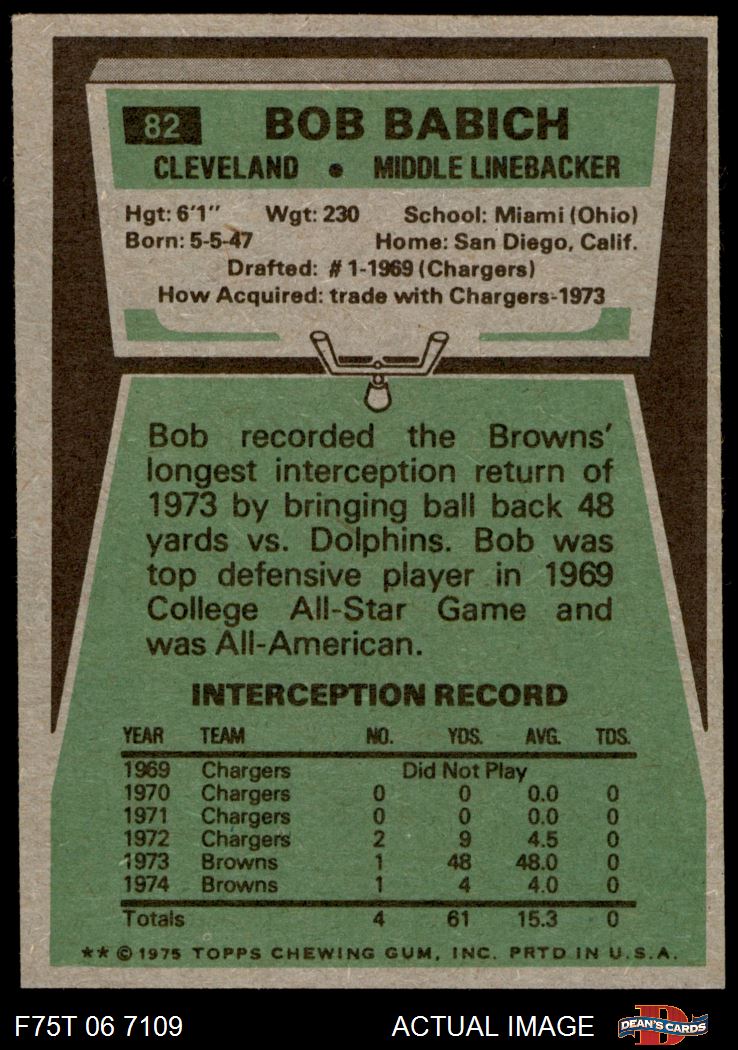 82 BOB BABICH
CLEVELAND • MIDDLE LINEBACKER
Hgt: 6'1" Wgt: 230 School: Miami (Ohio)
Born: 5-5-47 Home: San Diego, Calif.
Drafted: #1-1969 (Chargers)
How Acquired: trade with Chargers-1973
Bob recorded the Browns'
longest interception return of
1973 by bringing ball back 48
yards vs. Dolphins. Bob was
top defensive player in 1969
College All-Star Game and
was All-American.
INTERCEPTION RECORD
YEAR TEAM NO. YDS. AVG. TDS.
1969 Chargers Did Not Play
1970 Chargers 0 0 0.0 0
1971 Chargers 0 0 0.0 0
1972 Chargers 2 9 4.5 0
1973 Browns 1 48 48.0 0
1974 Browns 1 4 4.0 0
Totals 4 61 15.3 0
** © 1975 TOPPS CHEWING GUM, INC. PRTD IN U.S.A.
F75T 06 7109 ACTUAL IMAGE D DEAN'S CARDS